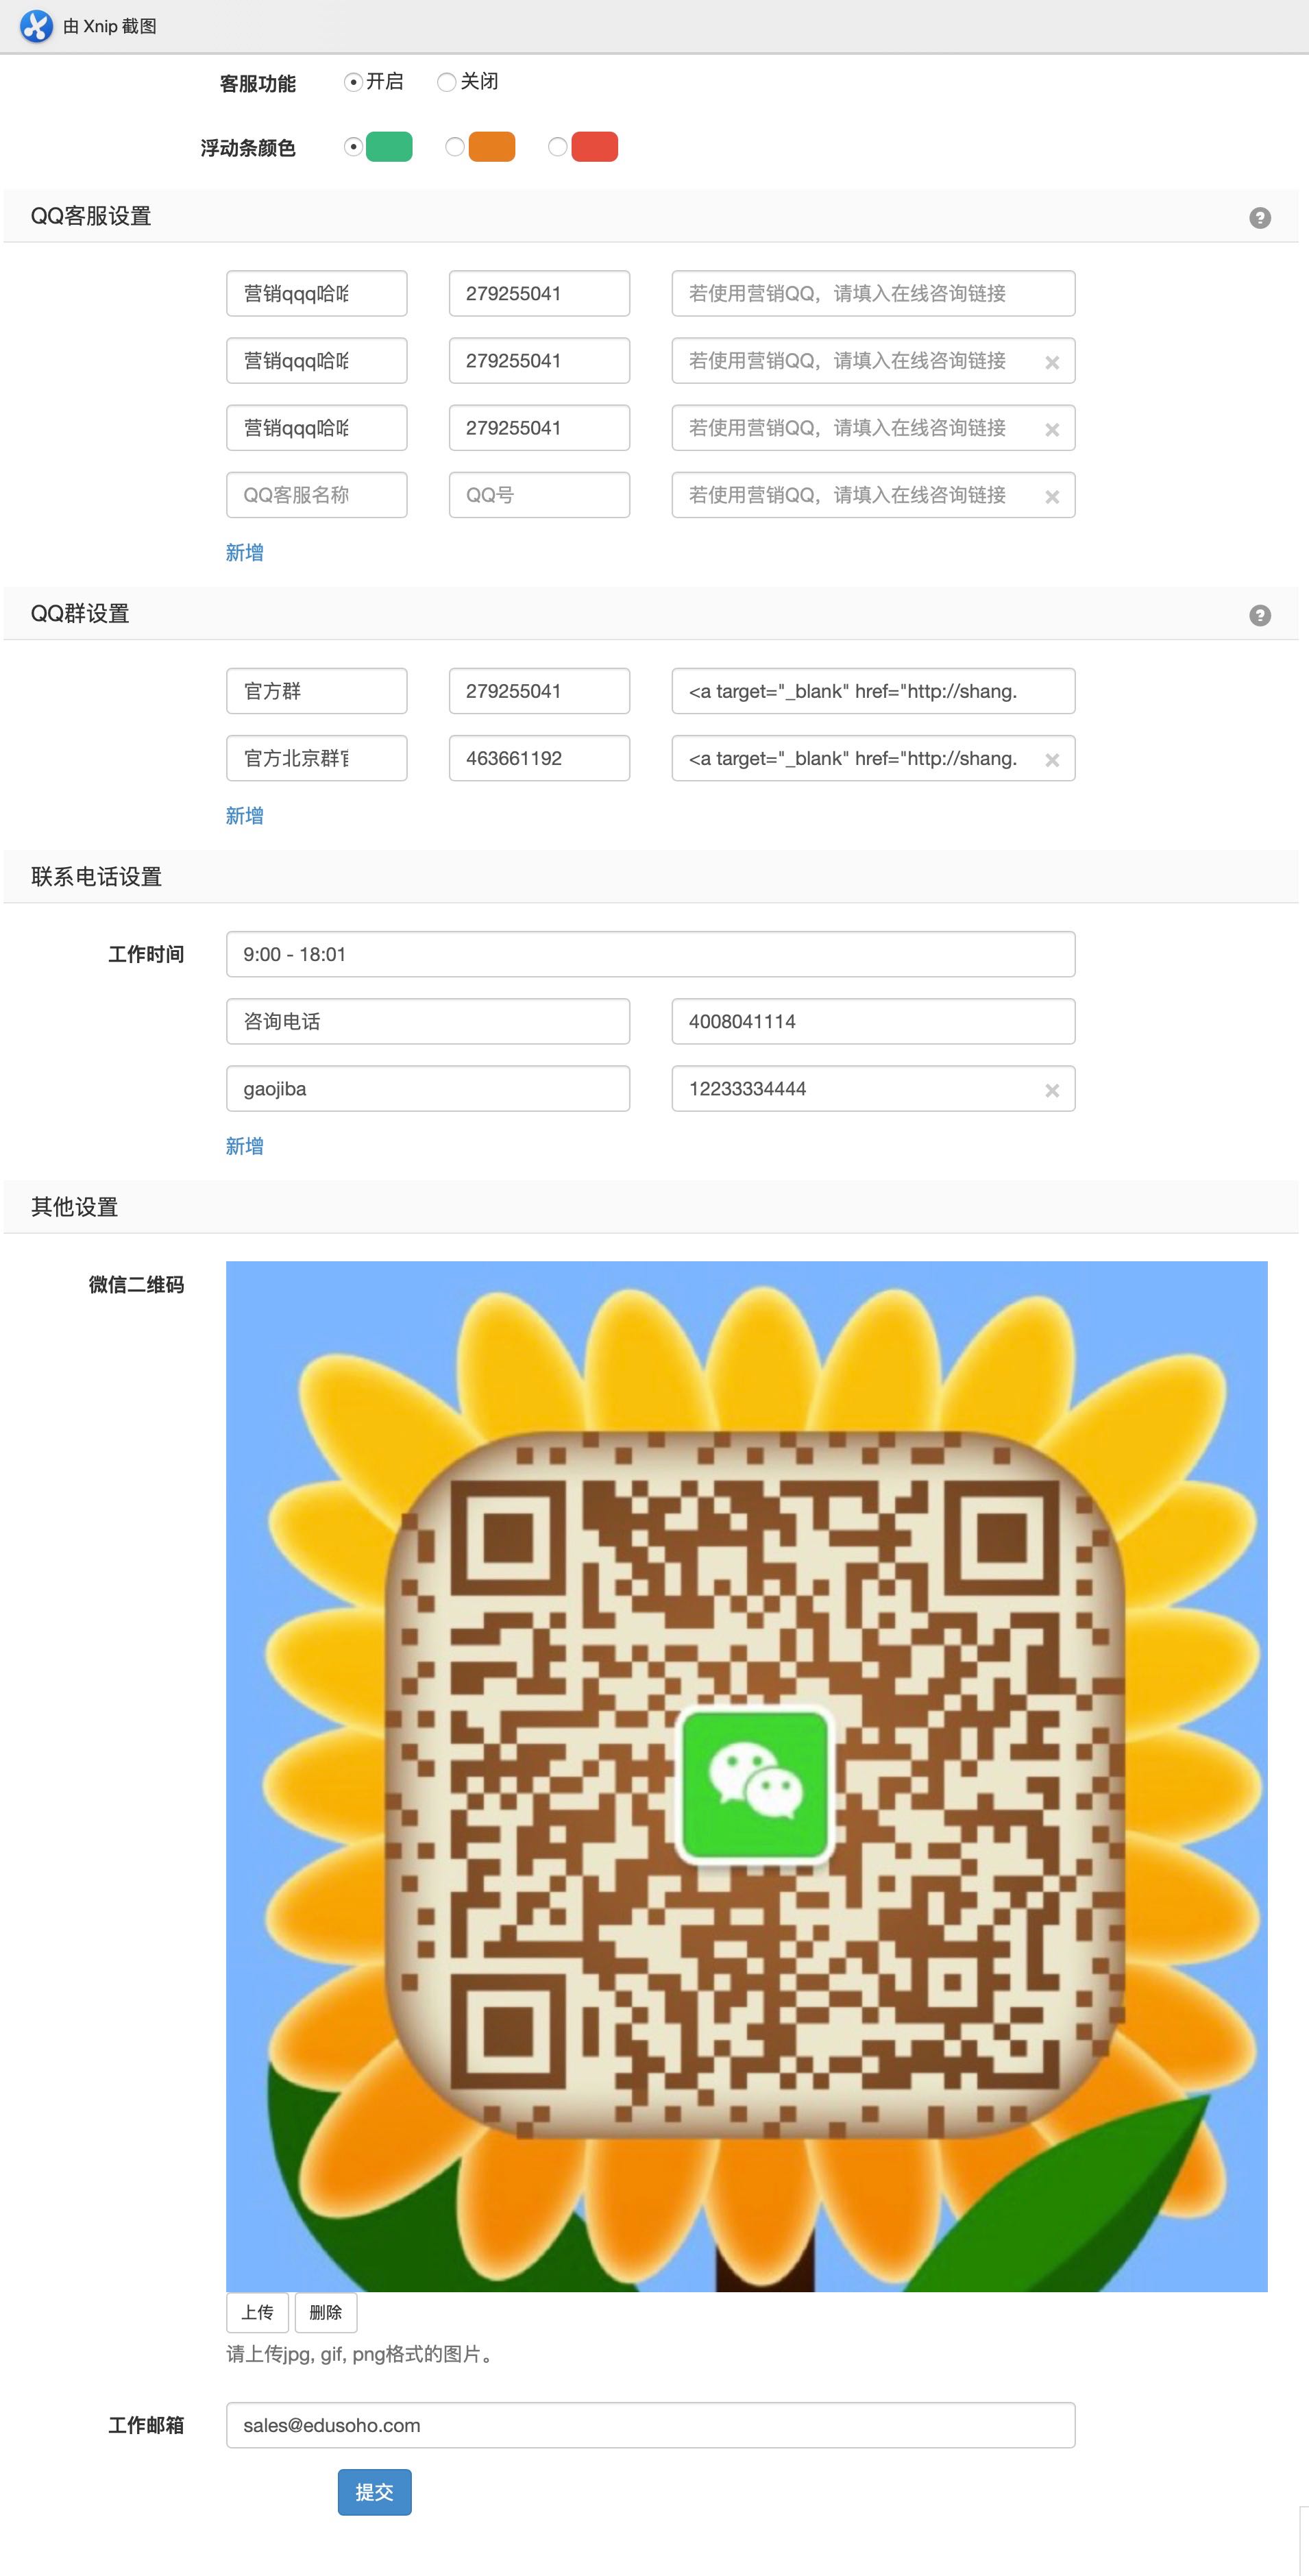 由 Xnip 截图
客服功能 开启 关闭
浮动条颜色
QQ客服设置
营销qqq哈哈 279255041 若使用营销QQ，请填入在线咨询链接
营销qqq哈哈 279255041 若使用营销QQ，请填入在线咨询链接
营销qqq哈哈 279255041 若使用营销QQ，请填入在线咨询链接
QQ客服名称 QQ号 若使用营销QQ，请填入在线咨询链接
新增
QQ群设置
官方群 279255041 <a target="_blank" href="http://shang.
官方北京群 463661192 <a target="_blank" href="http://shang.
新增
联系电话设置
工作时间 9:00 - 18:01
咨询电话 4008041114
gaojiba 12233334444
新增
其他设置
微信二维码
上传 删除
请上传jpg, gif, png格式的图片。
工作邮箱 sales@edusoho.com
提交